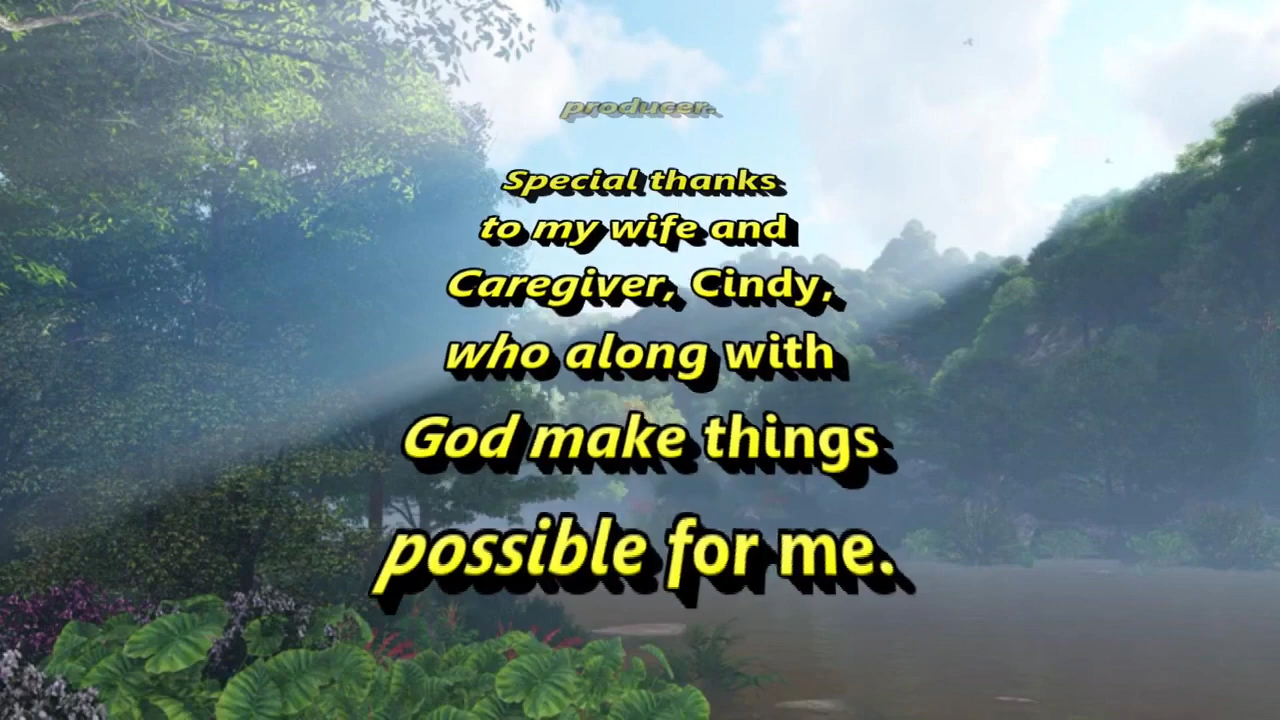 producer.
Special thanks
to my wife and
Caregiver, Cindy,
who along with
God make things
possible for me.